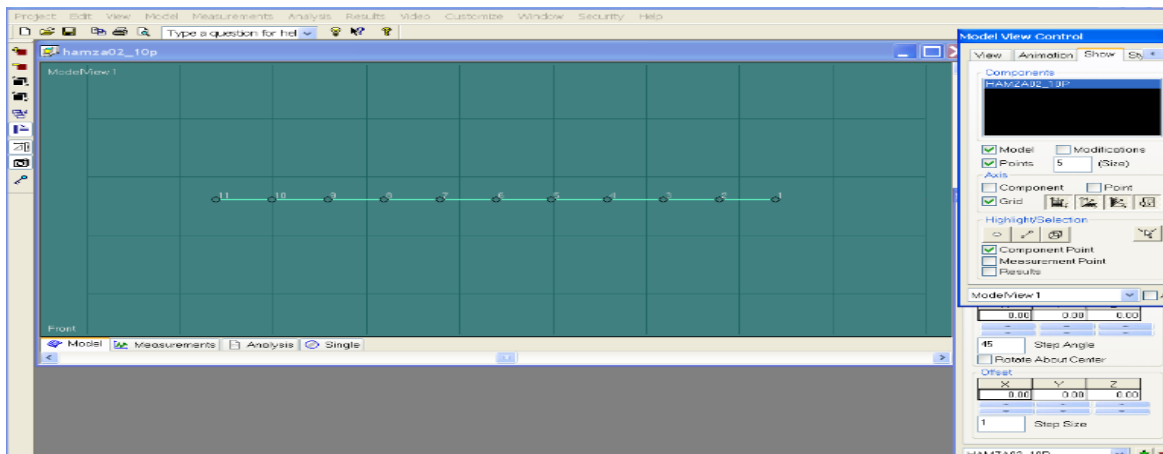 Project Edit View Model Measurements Analysis Results Video Customize Window Security Help
Type a question for hel
hamza02_10p
ModelView1
11 10 9 8 7 6 5 4 3 2 1
Front
Model Measurements Analysis Single
Model View Control
View Animation Show Sty
Components
HAMZA02_10P
Model Modifications
Points 5 (Size)
Axis
Component Point
Grid
Highlight/Selection
Component Point
Measurement Point
Results
ModelView1
0.00 0.00 0.00
45 Step Angle
Rotate About Center
Offset
X Y Z
0.00 0.00 0.00
1 Step Size
HAMZA02_10P